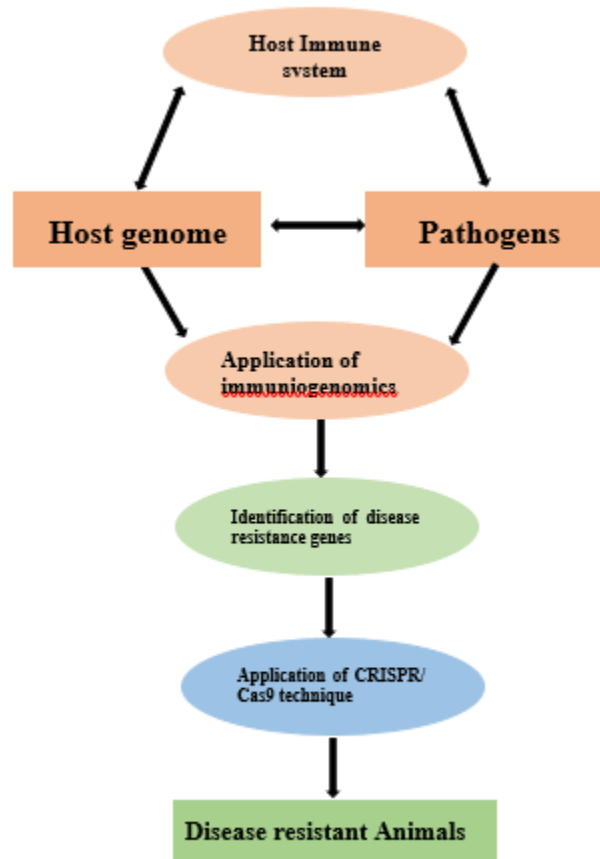 Host Immune
system
Host genome
Pathogens
Application of
immuniogenomics
Identification of disease
resistance genes
Application of CRISPR/
Cas9 technique
Disease resistant Animals